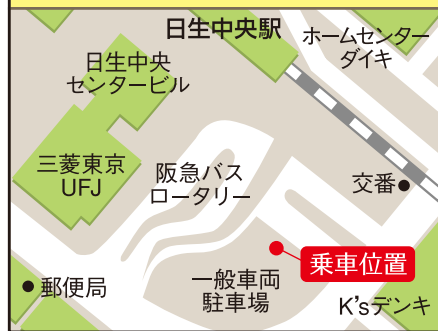 日生中央駅
ホームセンター
ダイキ
日生中央
センタービル
三菱東京
UFJ
阪急バス
ロータリー
交番
乗車位置
郵便局
一般車両
駐車場
K'sデンキ